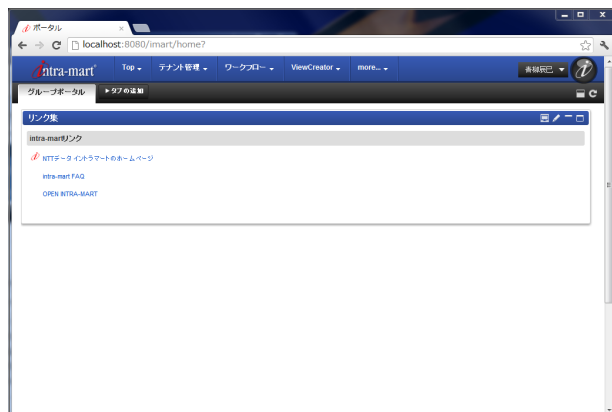 ポータル
localhost:8080/imart/home?
intra-mart
Top テナント管理 ワークフロー ViewCreator more... 青柳辰巳
グループポータル タブの追加
リンク集
intra-martリンク
NTTデータ イントラマートのホームページ
intra-mart FAQ
OPEN INTRA-MART